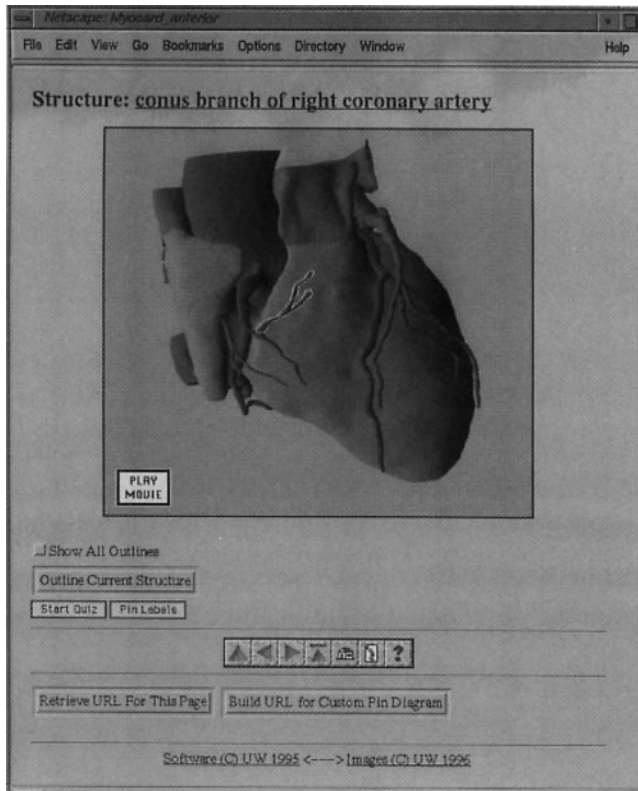 Netscape: Myocard_anterior
File Edit View Go Bookmarks Options Directory Window Help
Structure: conus branch of right coronary artery
PLAY
MOVIE
Show All Outlines
Outline Current Structure
Start Quiz Pin Labels
?
Retrieve URL For This Page Build URL for Custom Pin Diagram
Software (C) UW 1995 <---> Images (C) UW 1996